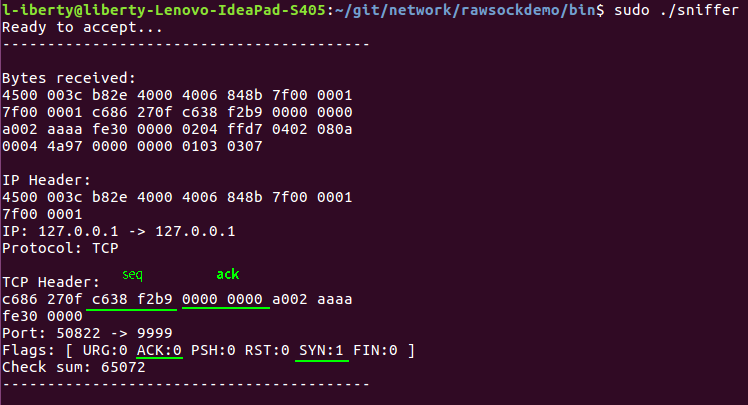 l-iberty@liberty-Lenovo-IdeaPad-S405:~/git/network/rawsockdemo/bin$ sudo ./sniffer
Ready to accept...
------------------------------------------
Bytes received:
4500 003c b82e 4000 4006 848b 7f00 0001
7f00 0001 c686 270f c638 f2b9 0000 0000
a002 aaaa fe30 0000 0204 ffd7 0402 080a
0004 4a97 0000 0000 0103 0307
IP Header:
4500 003c b82e 4000 4006 848b 7f00 0001
7f00 0001
IP: 127.0.0.1 -> 127.0.0.1
Protocol: TCP
seq ack
TCP Header:
c686 270f c638 f2b9 0000 0000 a002 aaaa
fe30 0000
Port: 50822 -> 9999
Flags: [ URG:0 ACK:0 PSH:0 RST:0 SYN:1 FIN:0 ]
Check sum: 65072
------------------------------------------